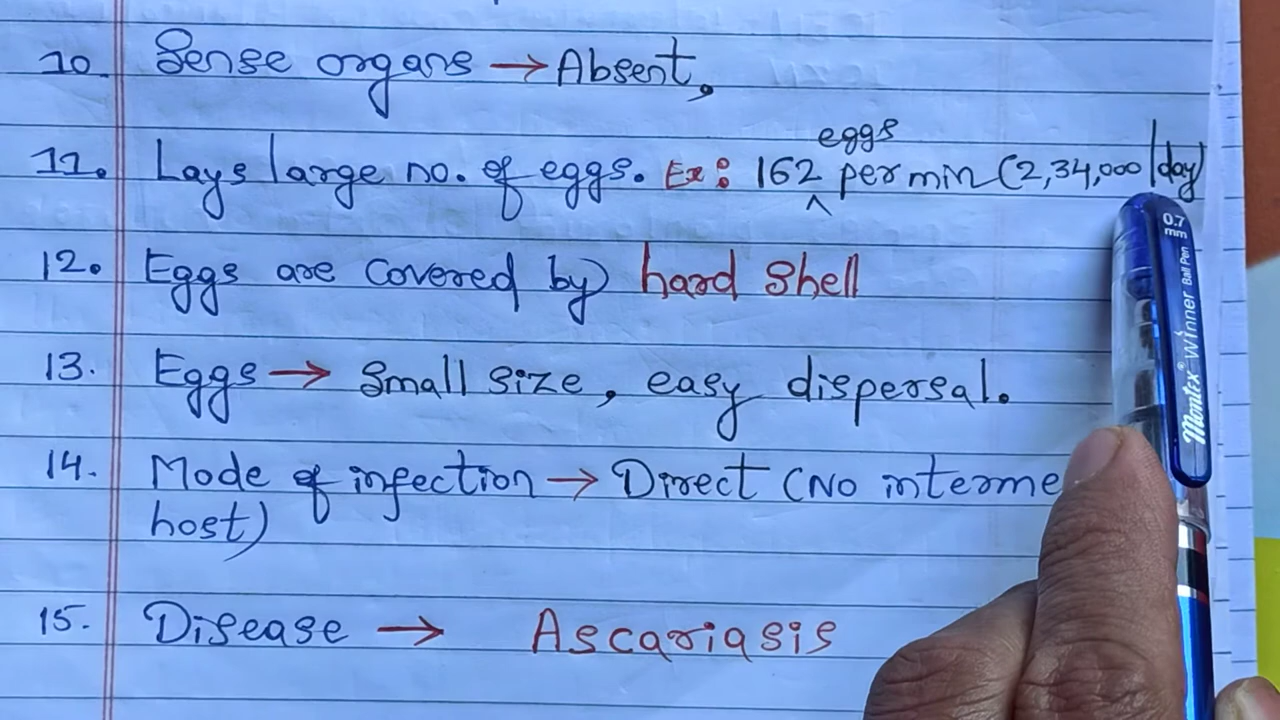 10. Sense organs → Absent,
eggs
11. Lays large no. of eggs. Ex: 162 ^ per min (2,34,000/day)
12. Eggs are covered by hard shell
13. Eggs → Small size, easy dispersal.
14. Mode of infection → Direct (No interme
host)
15. Disease → Ascariasis
0.7
mm
Montex® Winner Ball Pen